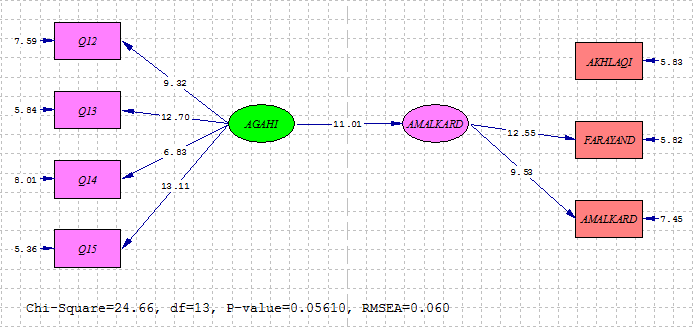 7.59 Q12
9.32
5.84 Q13
12.70
6.83
8.01 Q14
13.11
5.36 Q15
AGAHI
11.01
AMALKARD
12.55
9.53
AKHLAQI 5.83
FARAYAND 5.82
AMALKARD 7.45
Chi-Square=24.66, df=13, P-value=0.05610, RMSEA=0.060